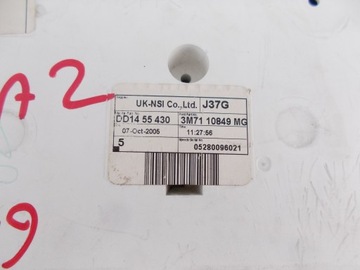 A2
UK-NSI Co.,Ltd. J37G
DD14 55 430 3M71 10849 MG
07-Oct-2005 11:27:56
5 05280096021
9